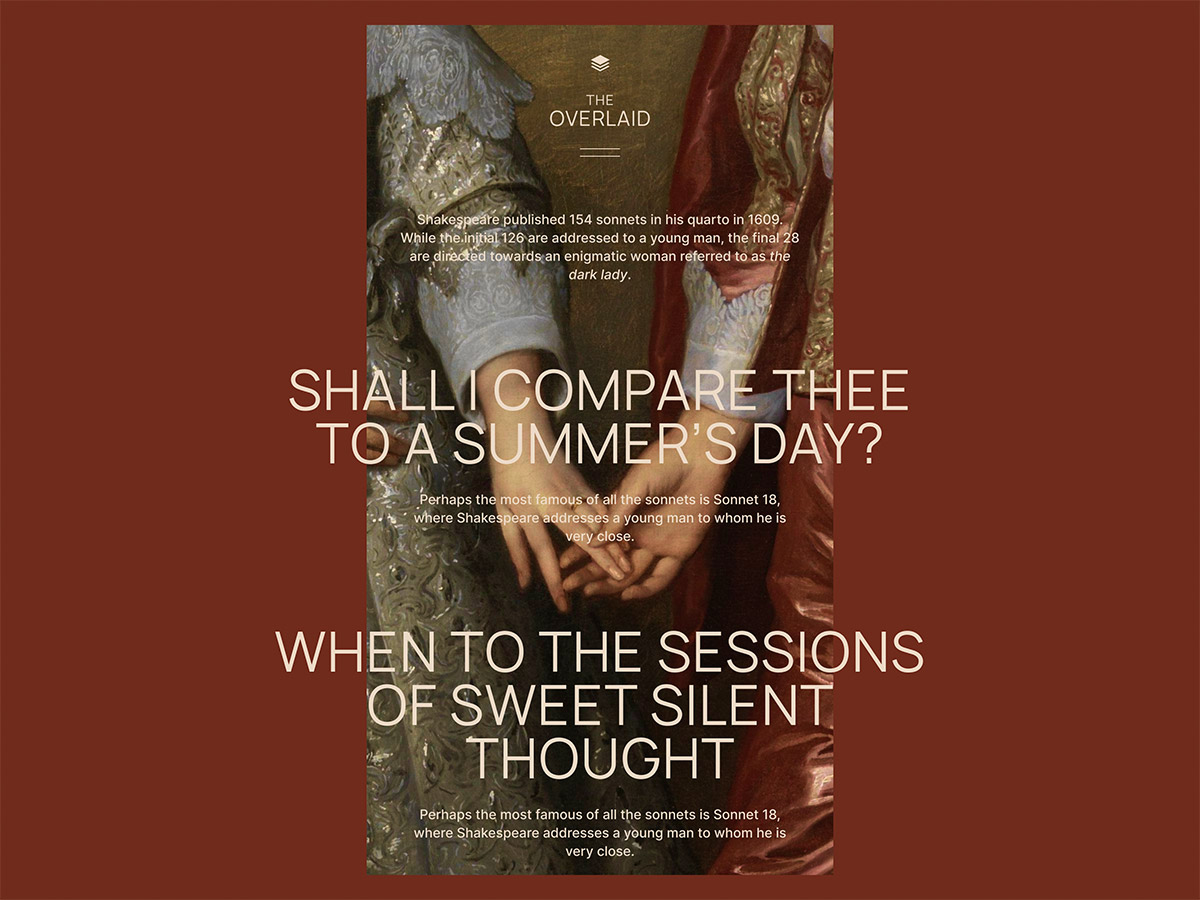 THE
OVERLAID
Shakespeare published 154 sonnets in his quarto in 1609.
While the initial 126 are addressed to a young man, the final 28
are directed towards an enigmatic woman referred to as the
dark lady.
SHALL I COMPARE THEE
TO A SUMMER’S DAY?
Perhaps the most famous of all the sonnets is Sonnet 18,
where Shakespeare addresses a young man to whom he is
very close.
WHEN TO THE SESSIONS
OF SWEET SILENT
THOUGHT
Perhaps the most famous of all the sonnets is Sonnet 18,
where Shakespeare addresses a young man to whom he is
very close.